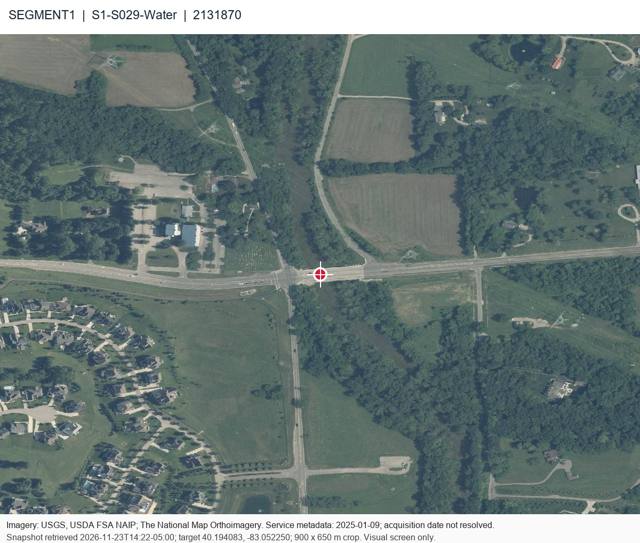 SEGMENT1 | S1-S029-Water | 2131870
Imagery: USGS, USDA FSA NAIP; The National Map Orthoimagery. Service metadata: 2025-01-09; acquisition date not resolved.
Snapshot retrieved 2026-11-23T14:22-05:00; target 40.194083, -83.052250; 900 x 650 m crop. Visual screen only.